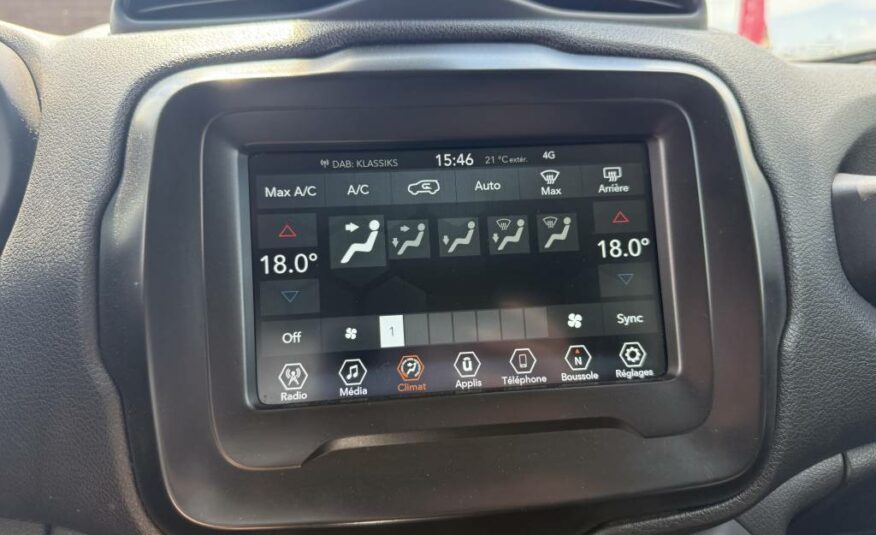 DAB: KLASSIKS 15:46 21 °C extér. 4G
Max A/C A/C Auto Max Arrière
18.0° 18.0°
Off 1 Sync
Radio Média Climat Applis Téléphone N Boussole Réglages